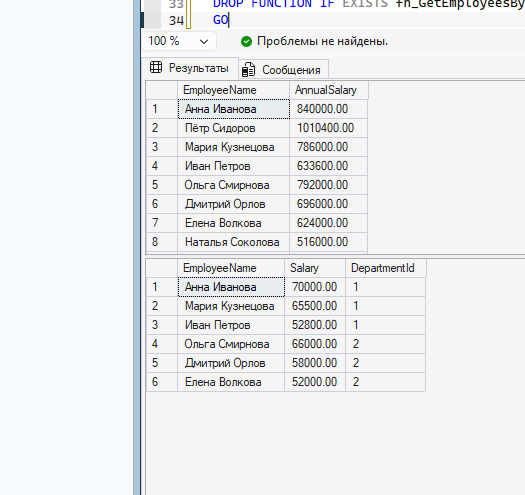 33 DROP FUNCTION IF EXISTS fn_GetEmployeesBy
34 GO
100 % Проблемы не найдены.
Результаты Сообщения
EmployeeName AnnualSalary
1 Анна Иванова 840000.00
2 Пётр Сидоров 1010400.00
3 Мария Кузнецова 786000.00
4 Иван Петров 633600.00
5 Ольга Смирнова 792000.00
6 Дмитрий Орлов 696000.00
7 Елена Волкова 624000.00
8 Наталья Соколова 516000.00
EmployeeName Salary DepartmentId
1 Анна Иванова 70000.00 1
2 Мария Кузнецова 65500.00 1
3 Иван Петров 52800.00 1
4 Ольга Смирнова 66000.00 2
5 Дмитрий Орлов 58000.00 2
6 Елена Волкова 52000.00 2